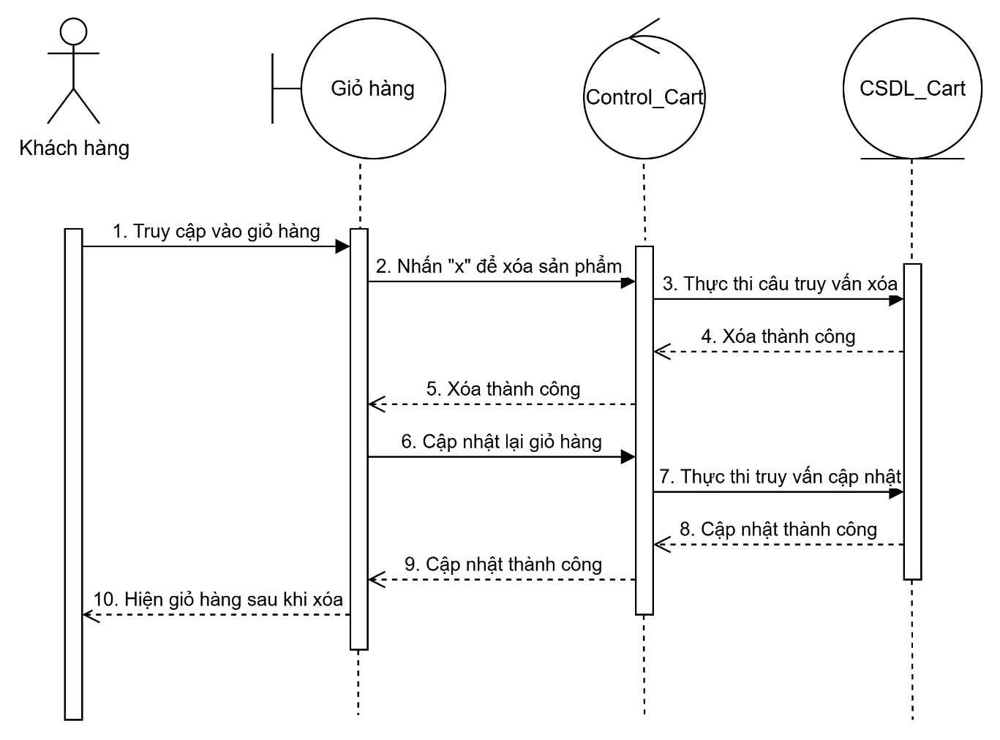 Khách hàng
Giỏ hàng
Control_Cart
CSDL_Cart
1. Truy cập vào giỏ hàng
2. Nhấn "x" để xóa sản phẩm
3. Thực thi câu truy vấn xóa
4. Xóa thành công
5. Xóa thành công
6. Cập nhật lại giỏ hàng
7. Thực thi truy vấn cập nhật
8. Cập nhật thành công
9. Cập nhật thành công
10. Hiện giỏ hàng sau khi xóa